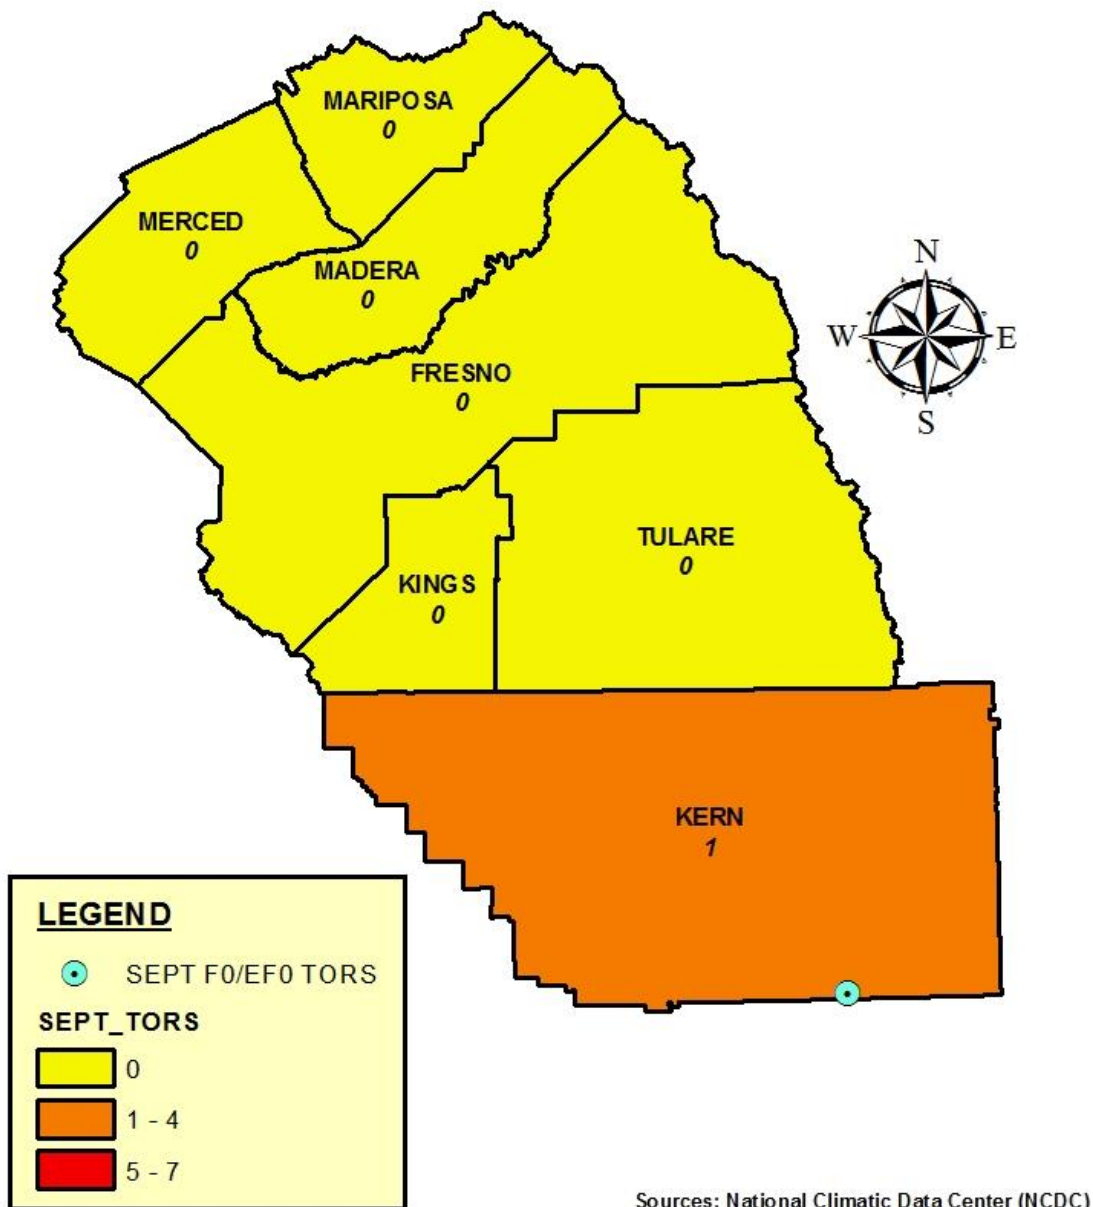 MARIPOSA
0
MERCED
0
MADERA
0
N
W
E
S
FRESNO
0
TULARE
0
KINGS
0
KERN
1
LEGEND
SEPT F0/EF0 TORS
SEPT_TORS
0
1 - 4
5 - 7
Sources: National Climatic Data Center (NCDC)